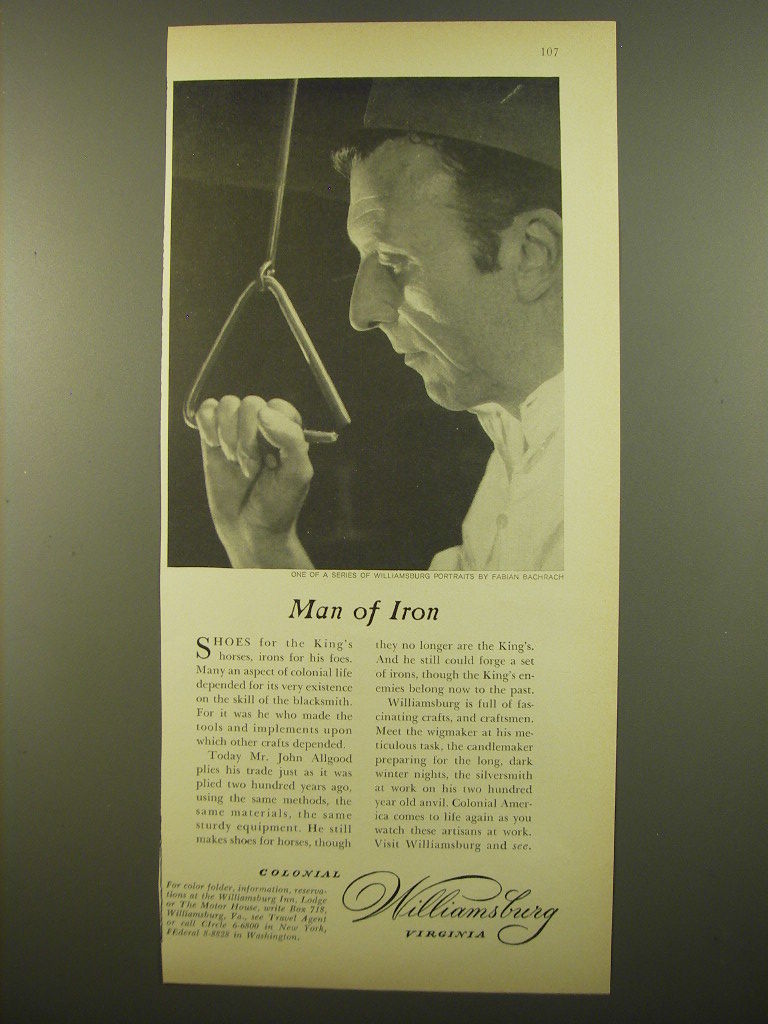 107
ONE OF A SERIES OF WILLIAMSBURG PORTRAITS BY FABIAN BACHRACH
Man of Iron
SHOES for the King's
horses, irons for his foes.
Many an aspect of colonial life
depended for its very existence
on the skill of the blacksmith.
For it was he who made the
tools and implements upon
which other crafts depended.
Today Mr. John Allgood
plies his trade just as it was
plied two hundred years ago,
using the same methods, the
same materials, the same
sturdy equipment. He still
makes shoes for horses, though
they no longer are the King's.
And he still could forge a set
of irons, though the King's en-
emies belong now to the past.
Williamsburg is full of fas-
cinating crafts, and craftsmen.
Meet the wigmaker at his me-
ticulous task, the candlemaker
preparing for the long, dark
winter nights, the silversmith
at work on his two hundred
year old anvil. Colonial Amer-
ica comes to life again as you
watch these artisans at work.
Visit Williamsburg and see.
For color folder, information, reserva-
tions at the Williamsburg Inn, Lodge
or The Motor House, write Box 718,
Williamsburg, Va., see Travel Agent
or call CIrcle 6-6800 in New York,
FEderal 8-8828 in Washington.
COLONIAL
Williamsburg
VIRGINIA